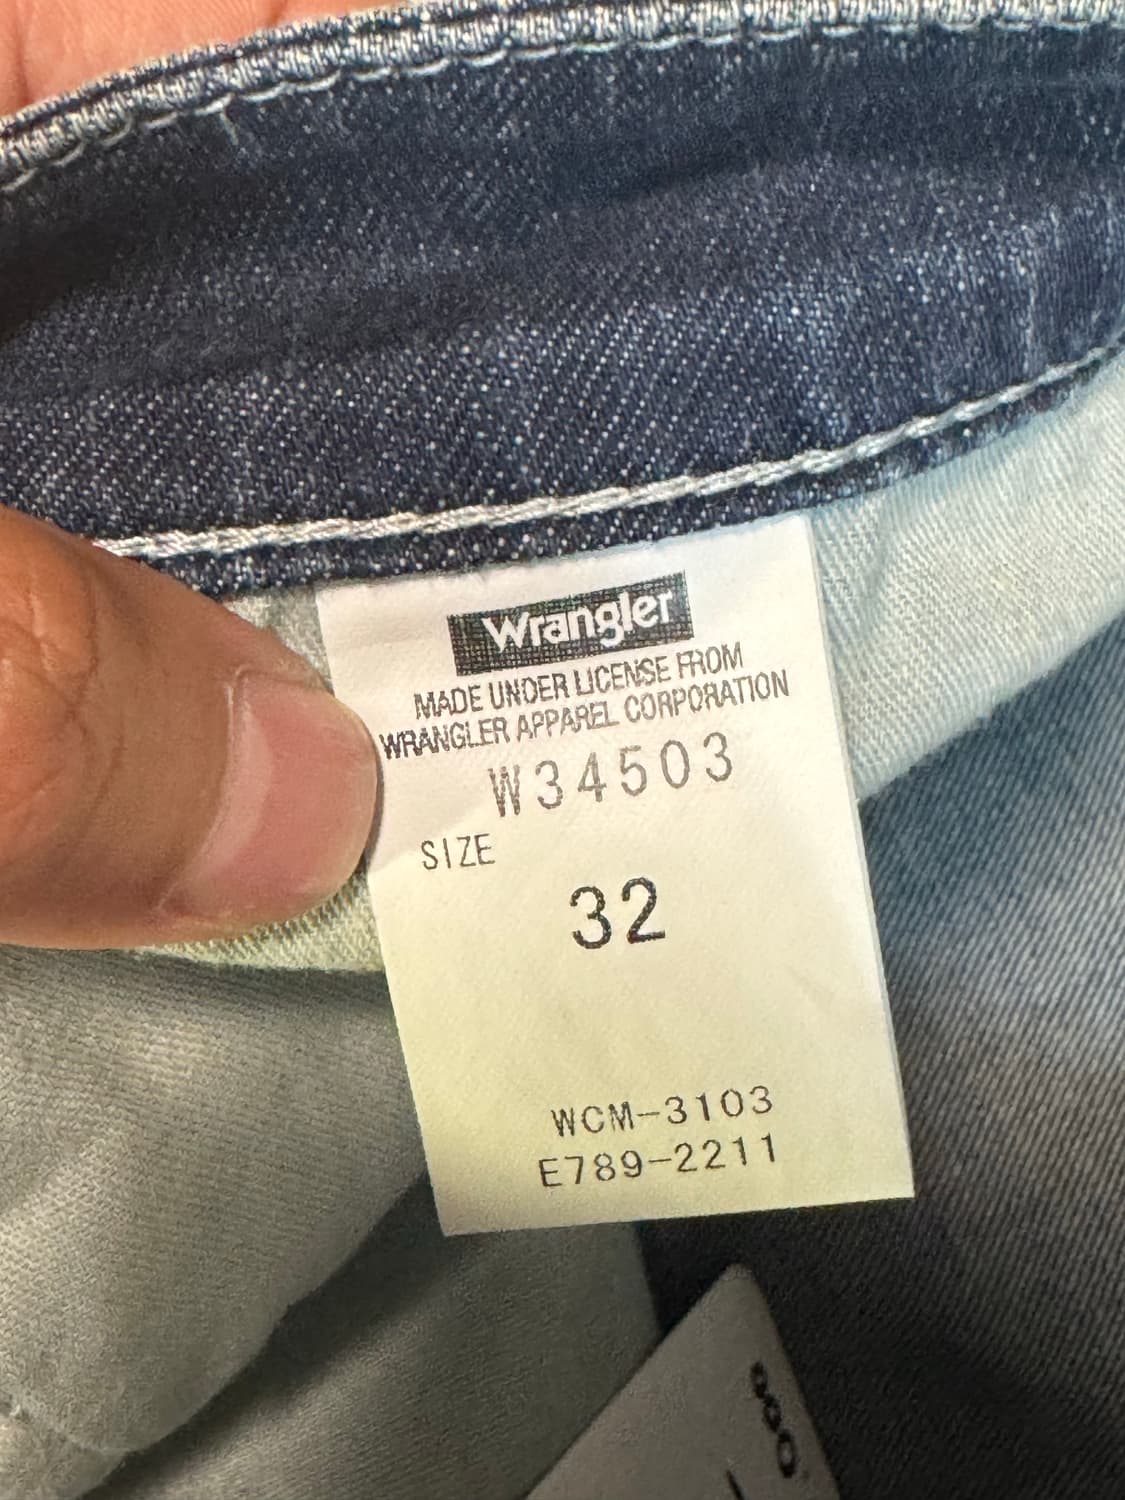 Wrangler
MADE UNDER LICENSE FROM
WRANGLER APPAREL CORPORATION
W34503
SIZE
32
WCM-3103
E789-2211